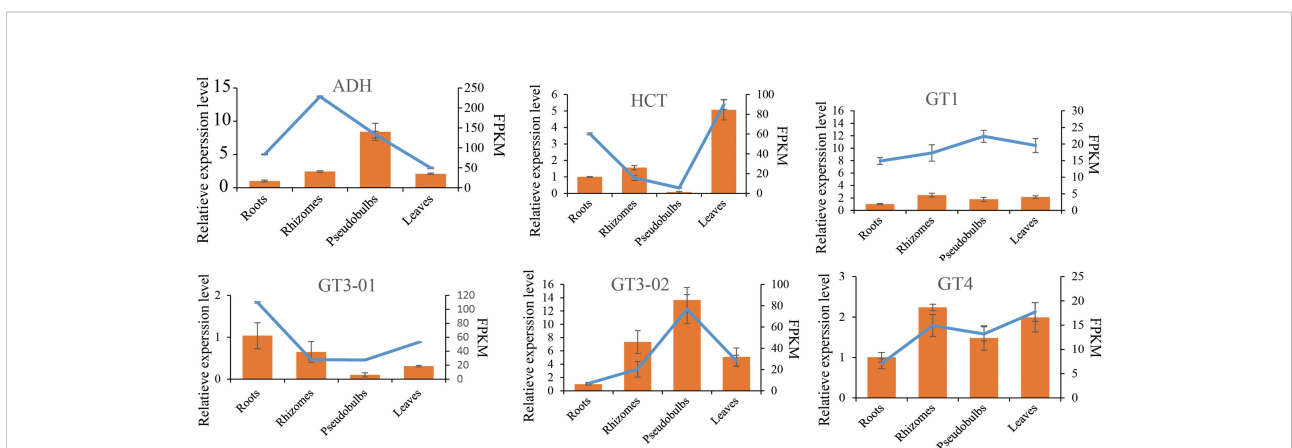 ADH
Relatieve experssion level
15
10
5
0
250
200
150
100
50
0
FPKM
Roots
Rhizomes
Pseudobulbs
Leaves
HCT
Relatieve experssion level
6
5
4
3
2
1
0
100
80
60
40
20
0
FPKM
Roots
Rhizomes
Pseudobulbs
Leaves
GT1
Relatieve experssion level
16
14
12
10
8
6
4
2
0
30
25
20
15
10
5
0
FPKM
Roots
Rhizomes
Pseudobulbs
Leaves
GT3-01
Relatieve experssion level
2
1
0
120
100
80
60
40
20
0
FPKM
Roots
Rhizomes
Pseudobulbs
Leaves
GT3-02
Relatieve experssion level
16
14
12
10
8
6
4
2
0
100
80
60
40
20
0
FPKM
Roots
Rhizomes
Pseudobulbs
Leaves
GT4
Relatieve experssion level
3
2
1
0
25
20
15
10
5
0
FPKM
Roots
Rhizomes
Pseudobulbs
Leaves